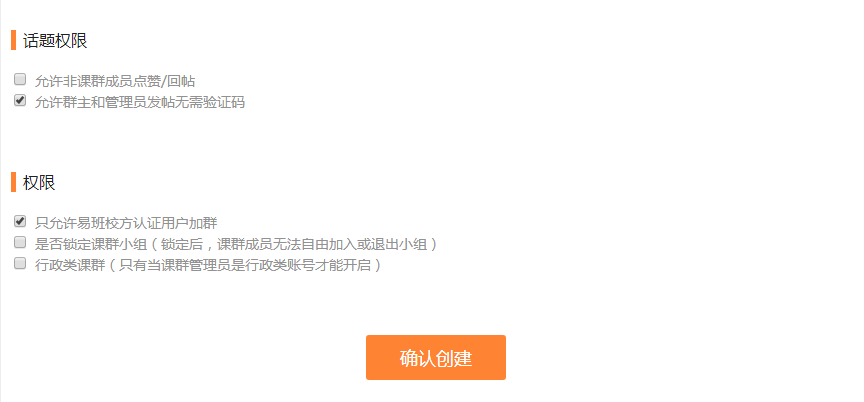 话题权限
允许非课群成员点赞/回帖
允许群主和管理员发帖无需验证码
权限
只允许易班校方认证用户加群
是否锁定课群小组（锁定后，课群成员无法自由加入或退出小组）
行政类课群（只有当课群管理员是行政类账号才能开启）
确认创建